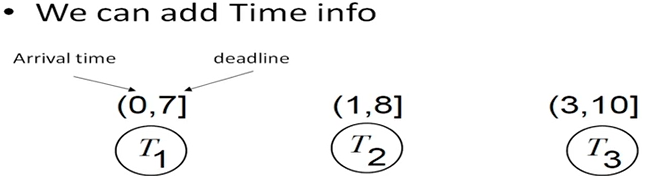 • We can add Time info
Arrival time deadline
(0,7] (1,8] (3,10]
T1 T2 T3